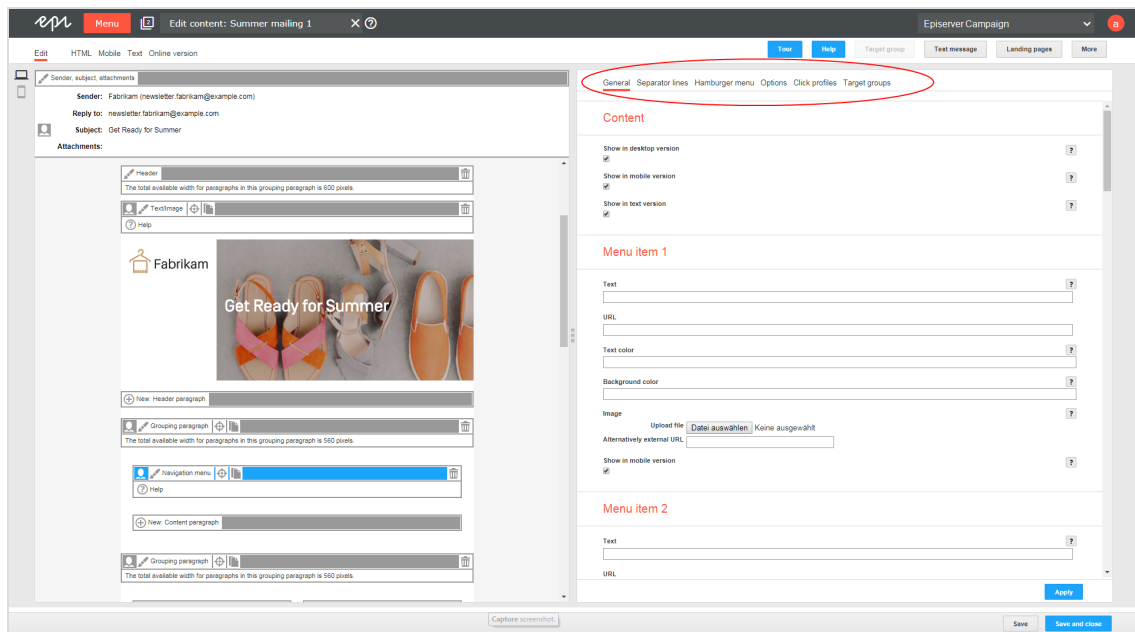 epi Menu 2 Edit content: Summer mailing 1 X ? Episerver Campaign a
Edit HTML Mobile Text Online version Tour Help Target group Test message Landing pages More
Sender, subject, attachments
Sender: Fabrikam (newsletter.fabrikam@example.com)
Reply to: newsletter.fabrikam@example.com
Subject: Get Ready for Summer
Attachments:
Header
The total available width for paragraphs in this grouping paragraph is 600 pixels.
Text/Image
? Help
Fabrikam
Get Ready for Summer
New: Header paragraph
Grouping paragraph
The total available width for paragraphs in this grouping paragraph is 560 pixels.
Navigation menu
? Help
New: Content paragraph
Grouping paragraph
The total available width for paragraphs in this grouping paragraph is 560 pixels.
General Separator lines Hamburger menu Options Click profiles Target groups
Content
Show in desktop version ?
Show in mobile version ?
Show in text version ?
Menu item 1
Text ?
URL
Text color ?
Background color ?
Image ?
Upload file Datei auswählen Keine ausgewählt
Alternatively external URL
Show in mobile version ?
Menu item 2
Text ?
URL
Apply
Capture screenshot.
Save Save and close